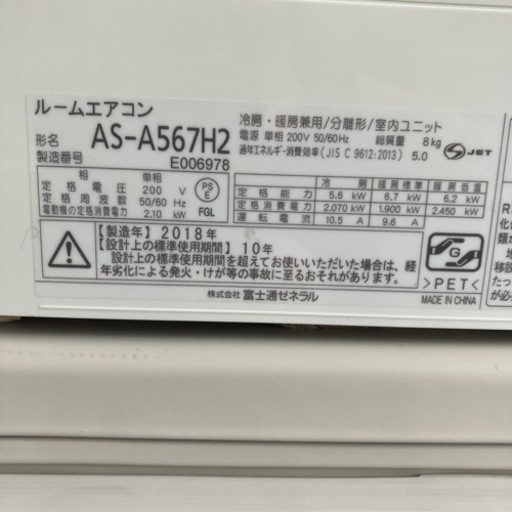 ルームエアコン
形名 AS-A567H2
製造番号 E006978
冷房・暖房兼用/分離形/室内ユニット
電源 単相 200V 50/60Hz 総質量 8kg
通年エネルギー消費効率(JIS C 9612:2013) 5.0
S JET
相 単相
定格電圧 200 V
定格周波数 50/60 Hz
電動機の定格消費電力 2.10 kW
PS
E
FGL
冷房 暖房標準 暖房低温
定格能力 5.6 kW 6.7 kW 6.2 kW
定格消費電力 2.070 kW 1.900 kW 2.450 kW
運転電流 10.5 A 9.6 A
【製造年】2018年
【設計上の標準使用期間】10年
設計上の標準使用期間を超えてお使いいただいた場合は、経
年劣化による発火・けが等の事故に至るおそれがあります。
株式会社 富士通ゼネラル
G
>PET<
MADE IN CHINA